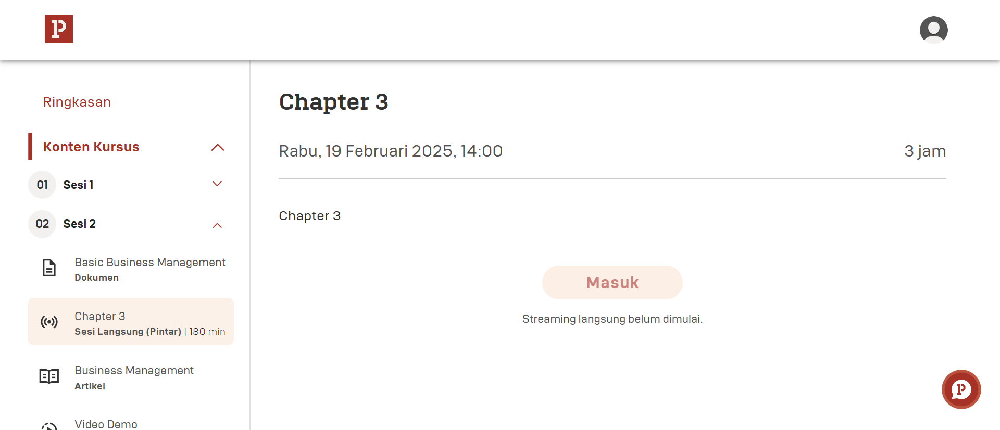 P
Ringkasan
Konten Kursus
01 Sesi 1
02 Sesi 2
Basic Business Management
Dokumen
Chapter 3
Sesi Langsung (Pintar) | 180 min
Business Management
Artikel
Video Demo
Chapter 3
Rabu, 19 Februari 2025, 14:00 3 jam
Chapter 3
Masuk
Streaming langsung belum dimulai.
P